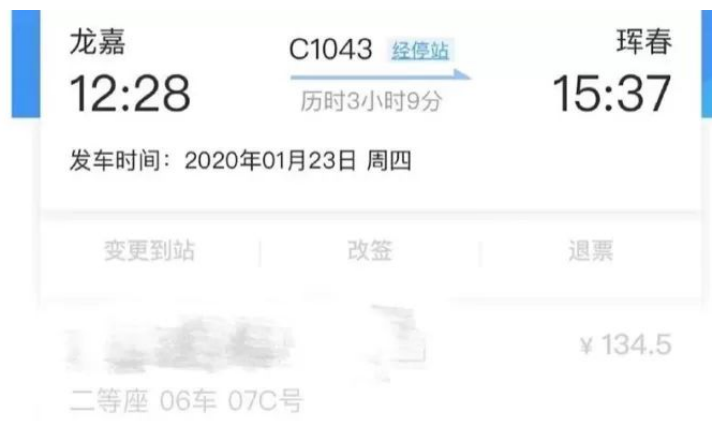 龙嘉 C1043 经停站 珲春
12:28 历时3小时9分 15:37
发车时间：2020年01月23日 周四
变更到站 改签 退票
¥134.5
二等座 06车 07C号